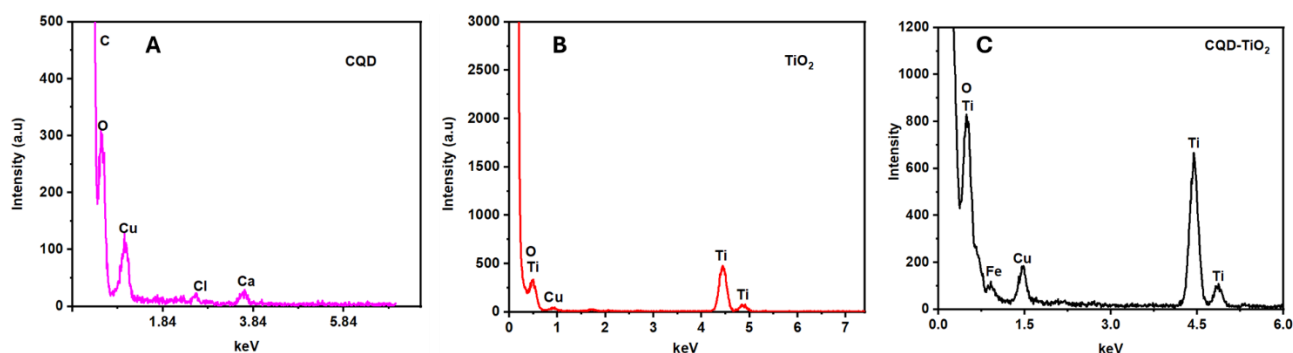 A
CQD
C
O
Cu
Cl
Ca
Intensity (a.u)
500
400
300
200
100
0
1.84
3.84
5.84
keV
B
TiO2
O
Ti
Cu
Ti
Ti
Intensity (a.u)
3000
2500
2000
1500
1000
500
0
0
1
2
3
4
5
6
7
keV
C
CQD-TiO2
O
Ti
Fe
Cu
Ti
Ti
Intensity
1200
1000
800
600
400
200
0
0.0
1.5
3.0
4.5
6.0
keV